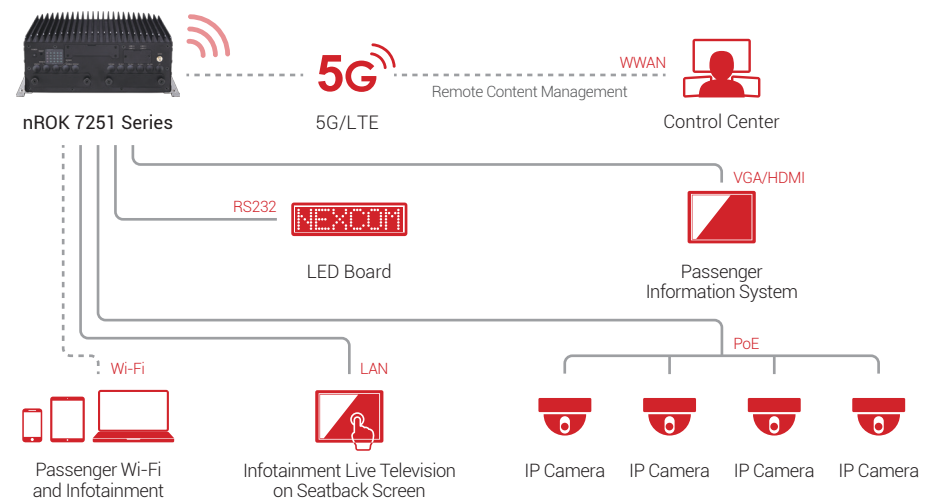 5G
WWAN
Remote Content Management
nROK 7251 Series
5G/LTE
Control Center
VGA/HDMI
RS232
NEXCOM
LED Board
Passenger
Information System
PoE
Wi-Fi
LAN
Passenger Wi-Fi
and Infotainment
Infotainment Live Television
on Seatback Screen
IP Camera
IP Camera
IP Camera
IP Camera